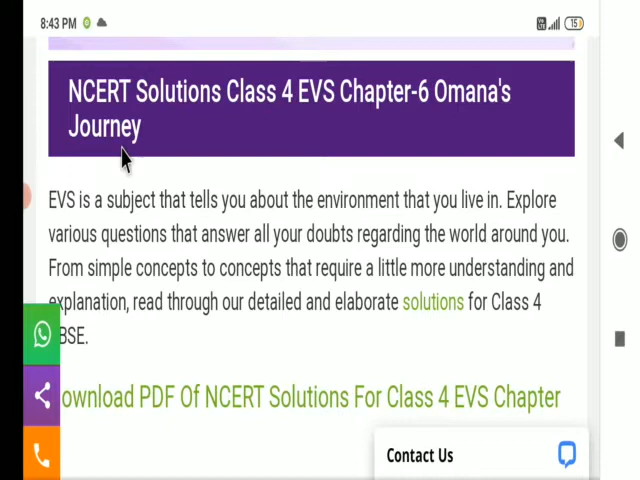 8:43 PM
15
NCERT Solutions Class 4 EVS Chapter-6 Omana's
Journey
EVS is a subject that tells you about the environment that you live in. Explore
various questions that answer all your doubts regarding the world around you.
From simple concepts to concepts that require a little more understanding and
explanation, read through our detailed and elaborate solutions for Class 4
BSE.
ownload PDF Of NCERT Solutions For Class 4 EVS Chapter
Contact Us